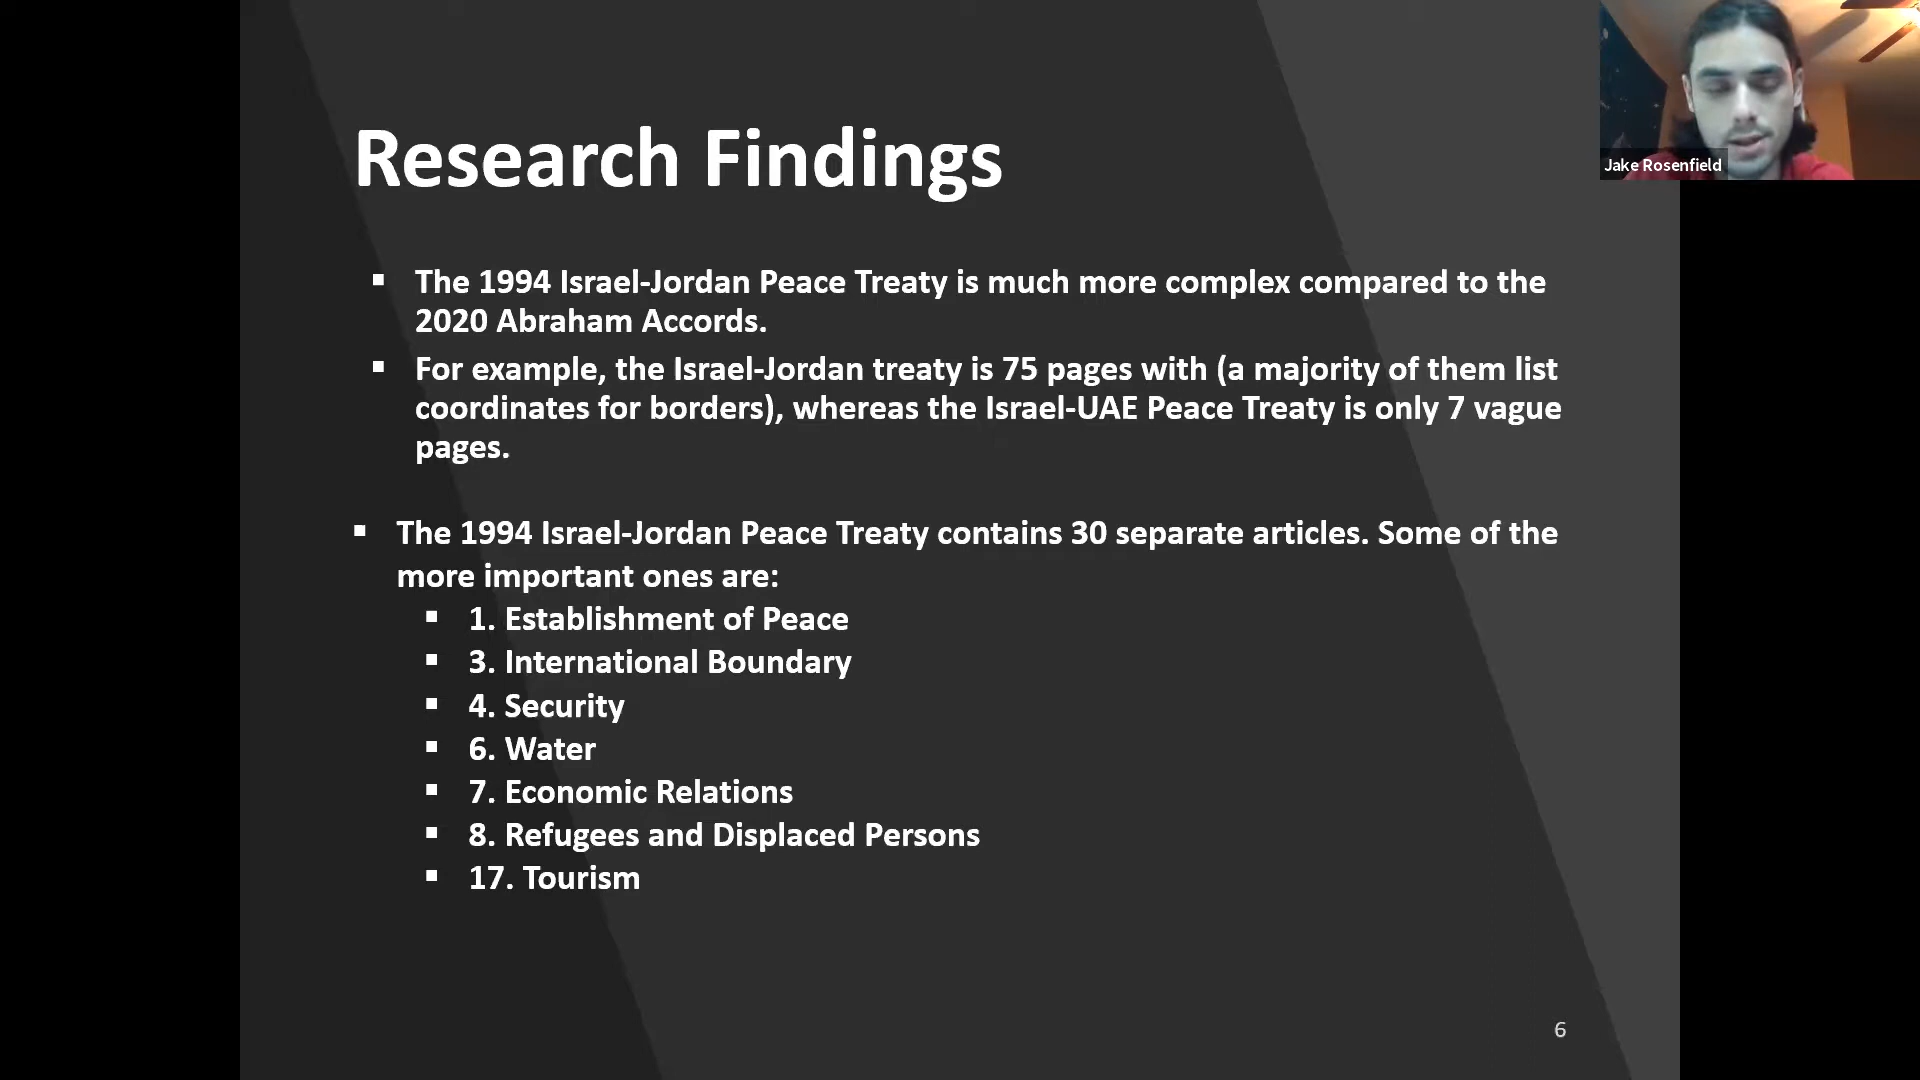 Research Findings
Jake Rosenfield
▪ The 1994 Israel-Jordan Peace Treaty is much more complex compared to the
2020 Abraham Accords.
▪ For example, the Israel-Jordan treaty is 75 pages with (a majority of them list
coordinates for borders), whereas the Israel-UAE Peace Treaty is only 7 vague
pages.
▪ The 1994 Israel-Jordan Peace Treaty contains 30 separate articles. Some of the
more important ones are:
▪ 1. Establishment of Peace
▪ 3. International Boundary
▪ 4. Security
▪ 6. Water
▪ 7. Economic Relations
▪ 8. Refugees and Displaced Persons
▪ 17. Tourism
6